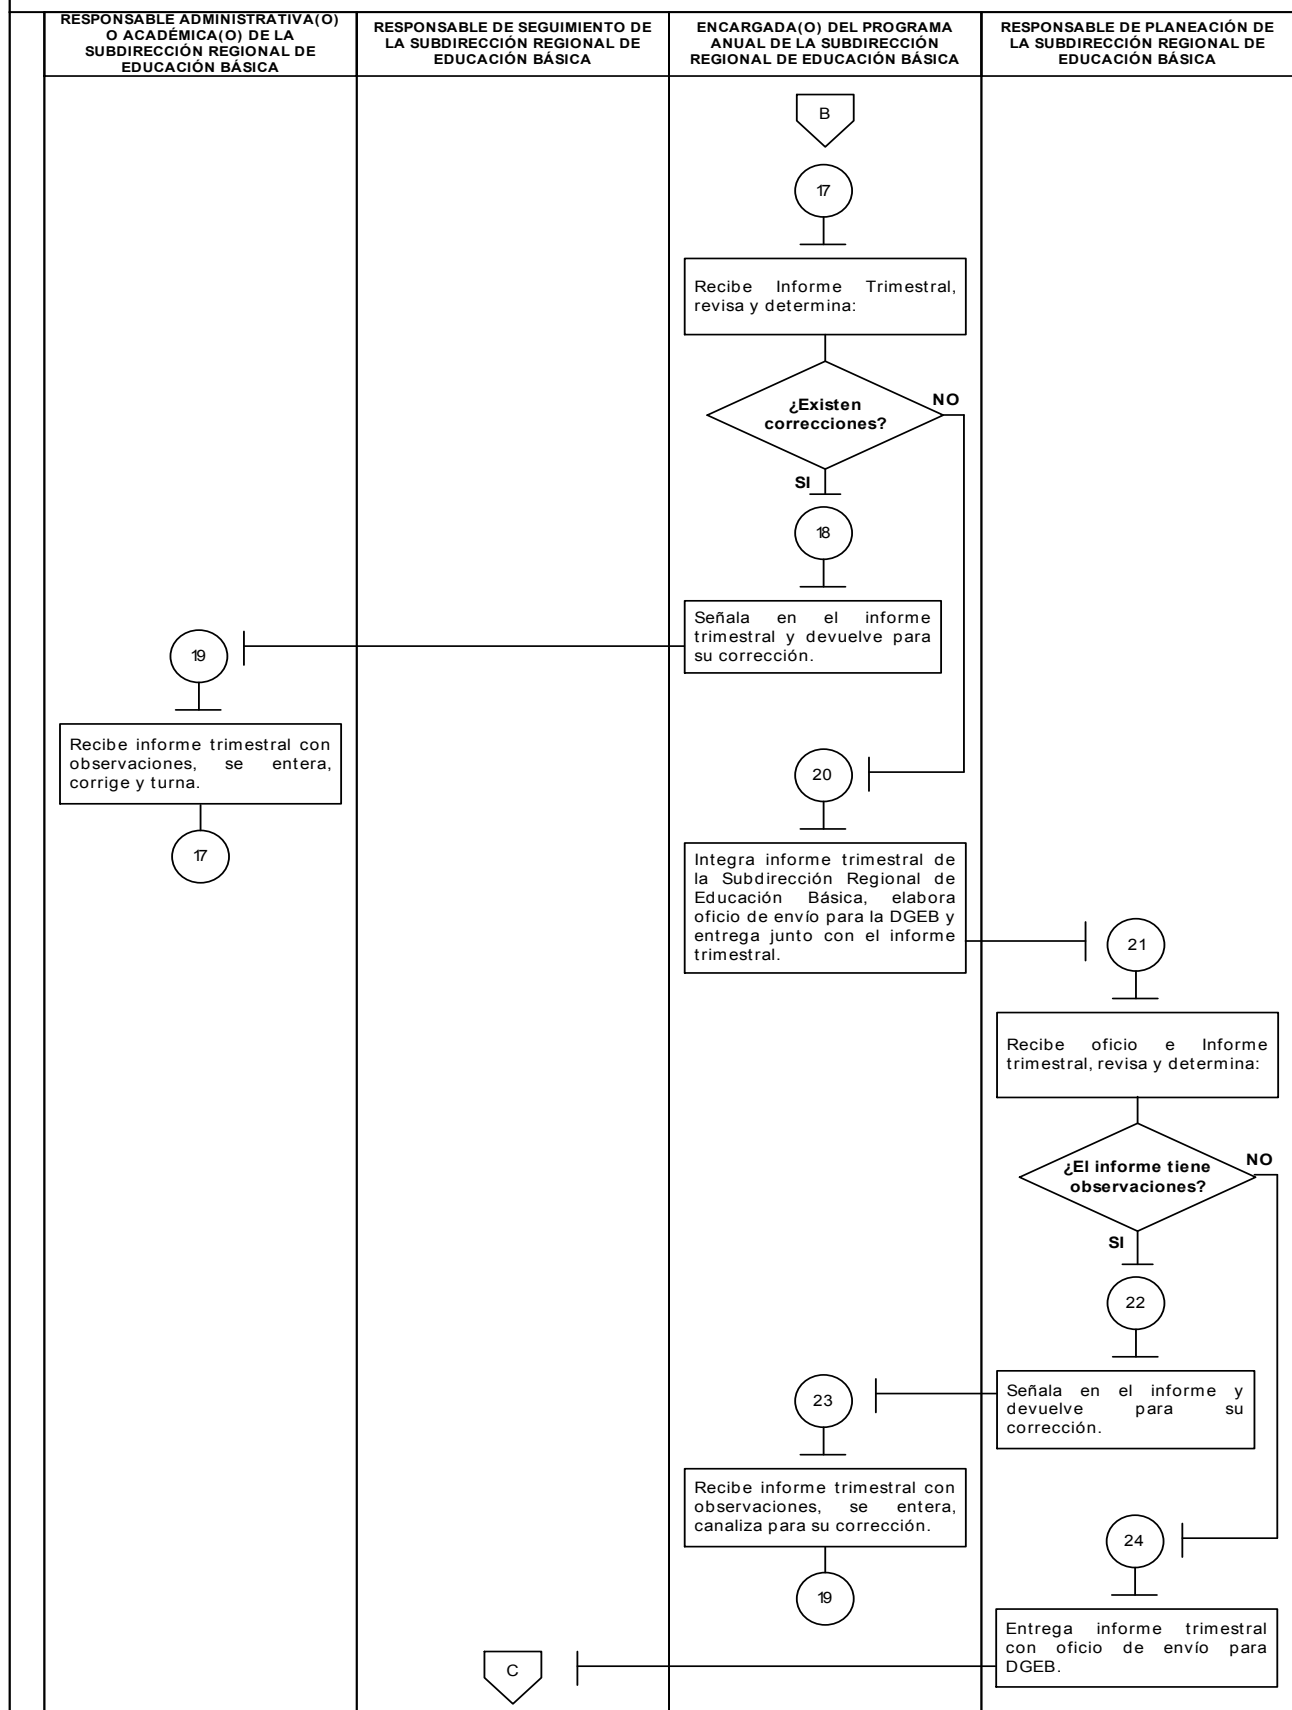 RESPONSABLE ADMINISTRATIVA(O)
O ACADÉMICA(O) DE LA
SUBDIRECCIÓN REGIONAL DE
EDUCACIÓN BÁSICA
RESPONSABLE DE SEGUIMIENTO DE
LA SUBDIRECCIÓN REGIONAL DE
EDUCACIÓN BÁSICA
ENCARGADA(O) DEL PROGRAMA
ANUAL DE LA SUBDIRECCIÓN
REGIONAL DE EDUCACIÓN BÁSICA
RESPONSABLE DE PLANEACIÓN DE
LA SUBDIRECCIÓN REGIONAL DE
EDUCACIÓN BÁSICA
B
17
Recibe Informe Trimestral,
revisa y determina:
¿Existen
correcciones?
NO
SI
18
Señala en el informe
trimestral y devuelve para
su corrección.
19
Recibe informe trimestral con
observaciones, se entera,
corrige y turna.
17
20
Integra informe trimestral de
la Subdirección Regional de
Educación Básica, elabora
oficio de envío para la DGEB y
entrega junto con el informe
trimestral.
21
Recibe oficio e Informe
trimestral, revisa y determina:
¿El informe tiene
observaciones?
NO
SI
22
Señala en el informe y
devuelve para su
corrección.
23
Recibe informe trimestral con
observaciones, se entera,
canaliza para su corrección.
19
24
Entrega informe trimestral
con oficio de envío para
DGEB.
C